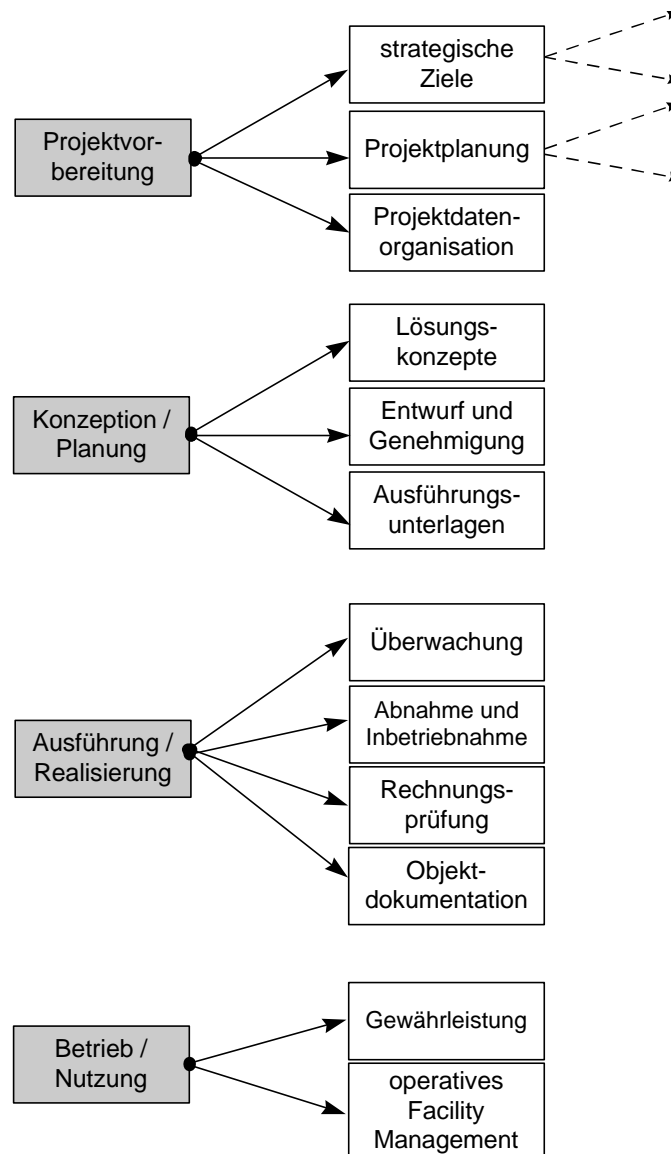 strategische
Ziele
Projektvor-
bereitung
Projektplanung
Projektdaten-
organisation
Lösungs-
konzepte
Konzeption /
Planung
Entwurf und
Genehmigung
Ausführungs-
unterlagen
Überwachung
Ausführung /
Realisierung
Abnahme und
Inbetriebnahme
Rechnungs-
prüfung
Objekt-
dokumentation
Gewährleistung
Betrieb /
Nutzung
operatives
Facility
Management